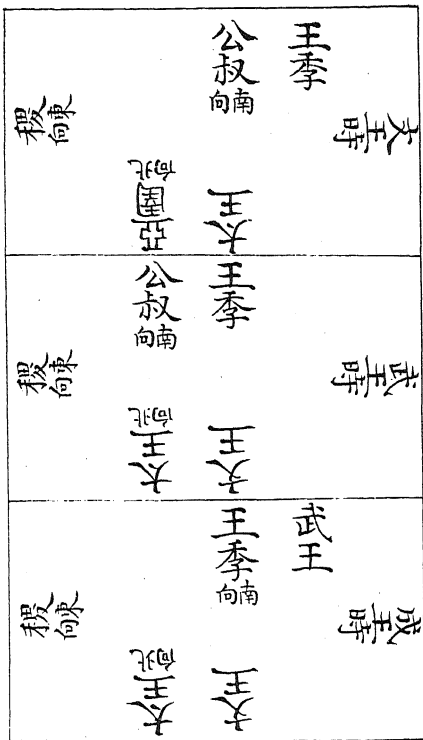 文王時
王季
公叔南向
太王
亞圉北向
稷東向
武王時
王季
公叔南向
文王
太王北向
稷東向
成王時
武王
王季南向
文王
太王北向
稷東向